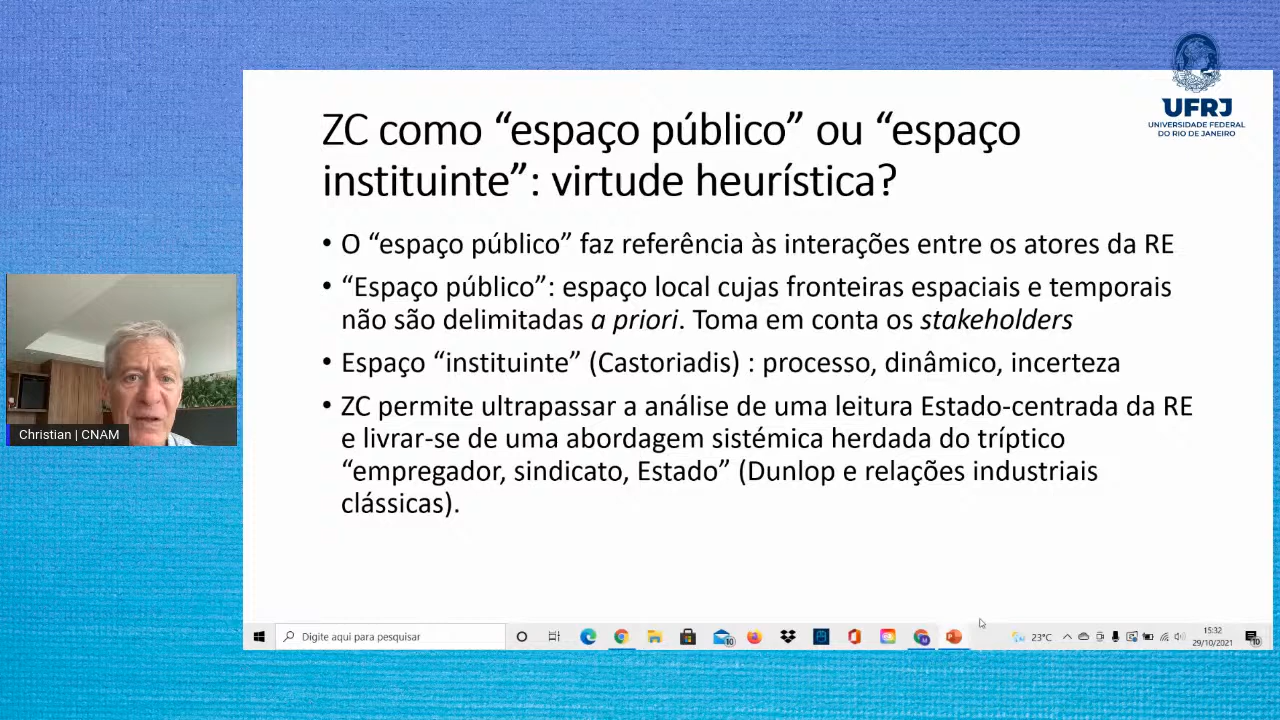 UFRJ
UNIVERSIDADE FEDERAL
DO RIO DE JANEIRO
ZC como “espaço público” ou “espaço
instituinte”: virtude heurística?
• O “espaço público” faz referência às interações entre os atores da RE
• “Espaço público”: espaço local cujas fronteiras espaciais e temporais
não são delimitadas a priori. Toma em conta os stakeholders
• Espaço “instituinte” (Castoriadis) : processo, dinâmico, incerteza
• ZC permite ultrapassar a análise de uma leitura Estado-centrada da RE
e livrar-se de uma abordagem sistémica herdada do tríptico
“empregador, sindicato, Estado” (Dunlop e relações industriais
clássicas).
Christian | CNAM
Digite aqui para pesquisar
10
23°C
15:32
29/10/2021
10